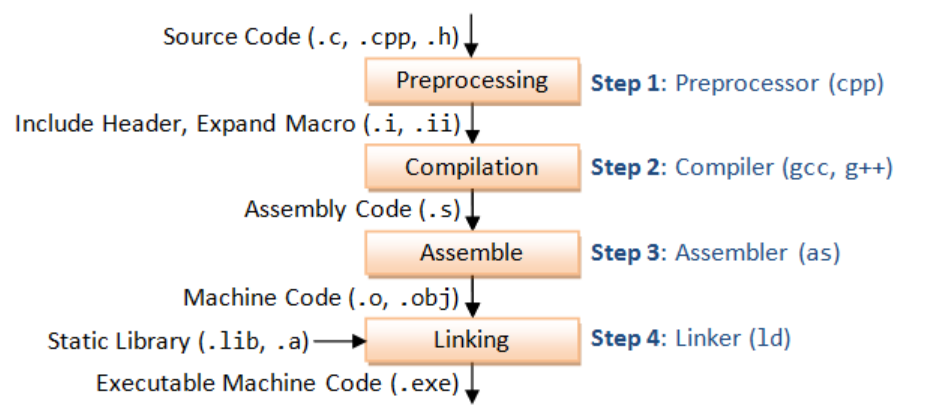 Source Code (.c, .cpp, .h)
Preprocessing
Step 1: Preprocessor (cpp)
Include Header, Expand Macro (.i, .ii)
Compilation
Step 2: Compiler (gcc, g++)
Assembly Code (.s)
Assemble
Step 3: Assembler (as)
Machine Code (.o, .obj)
Static Library (.lib, .a)
Linking
Step 4: Linker (ld)
Executable Machine Code (.exe)